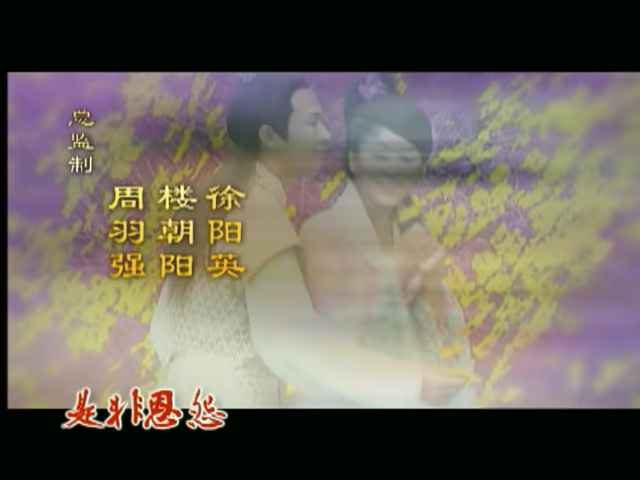 总监制
周羽强
楼朝阳
徐阳英
是非恩怨